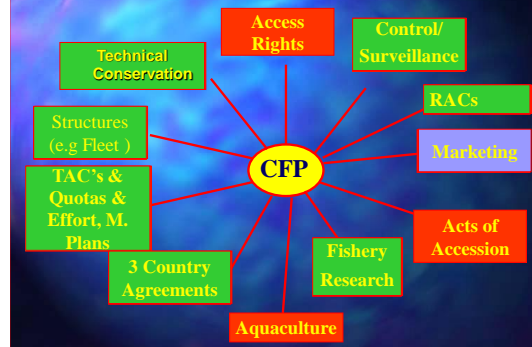 Access
Rights
Control/
Surveillance
Technical
Conservation
RACs
Structures
(e.g Fleet )
Marketing
CFP
TAC's &
Quotas &
Effort, M.
Plans
Acts of
Accession
Fishery
Research
3 Country
Agreements
Aquaculture